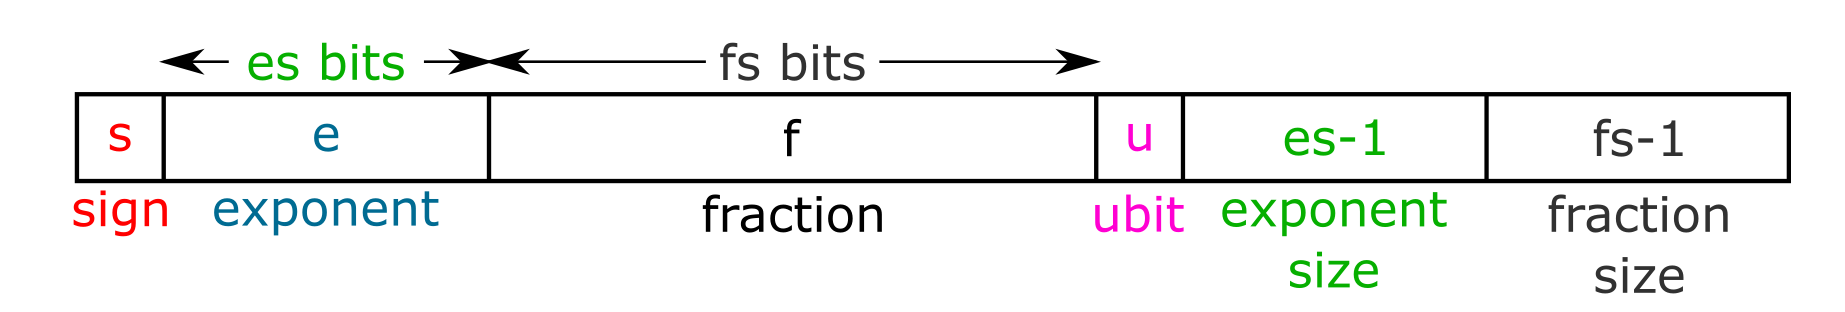 es bits fs bits
s e f u es-1 fs-1
sign exponent fraction ubit exponent size fraction size